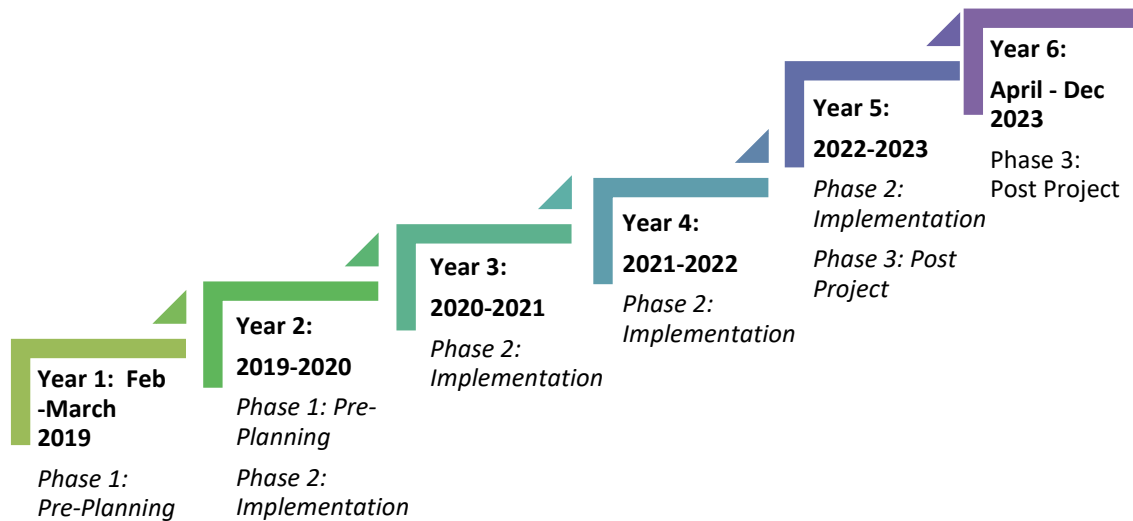 Year 1: Feb
-March
2019
Phase 1:
Pre-Planning
Year 2:
2019-2020
Phase 1: Pre-
Planning
Phase 2:
Implementation
Year 3:
2020-2021
Phase 2:
Implementation
Year 4:
2021-2022
Phase 2:
Implementation
Year 5:
2022-2023
Phase 2:
Implementation
Phase 3: Post
Project
Year 6:
April - Dec
2023
Phase 3:
Post Project